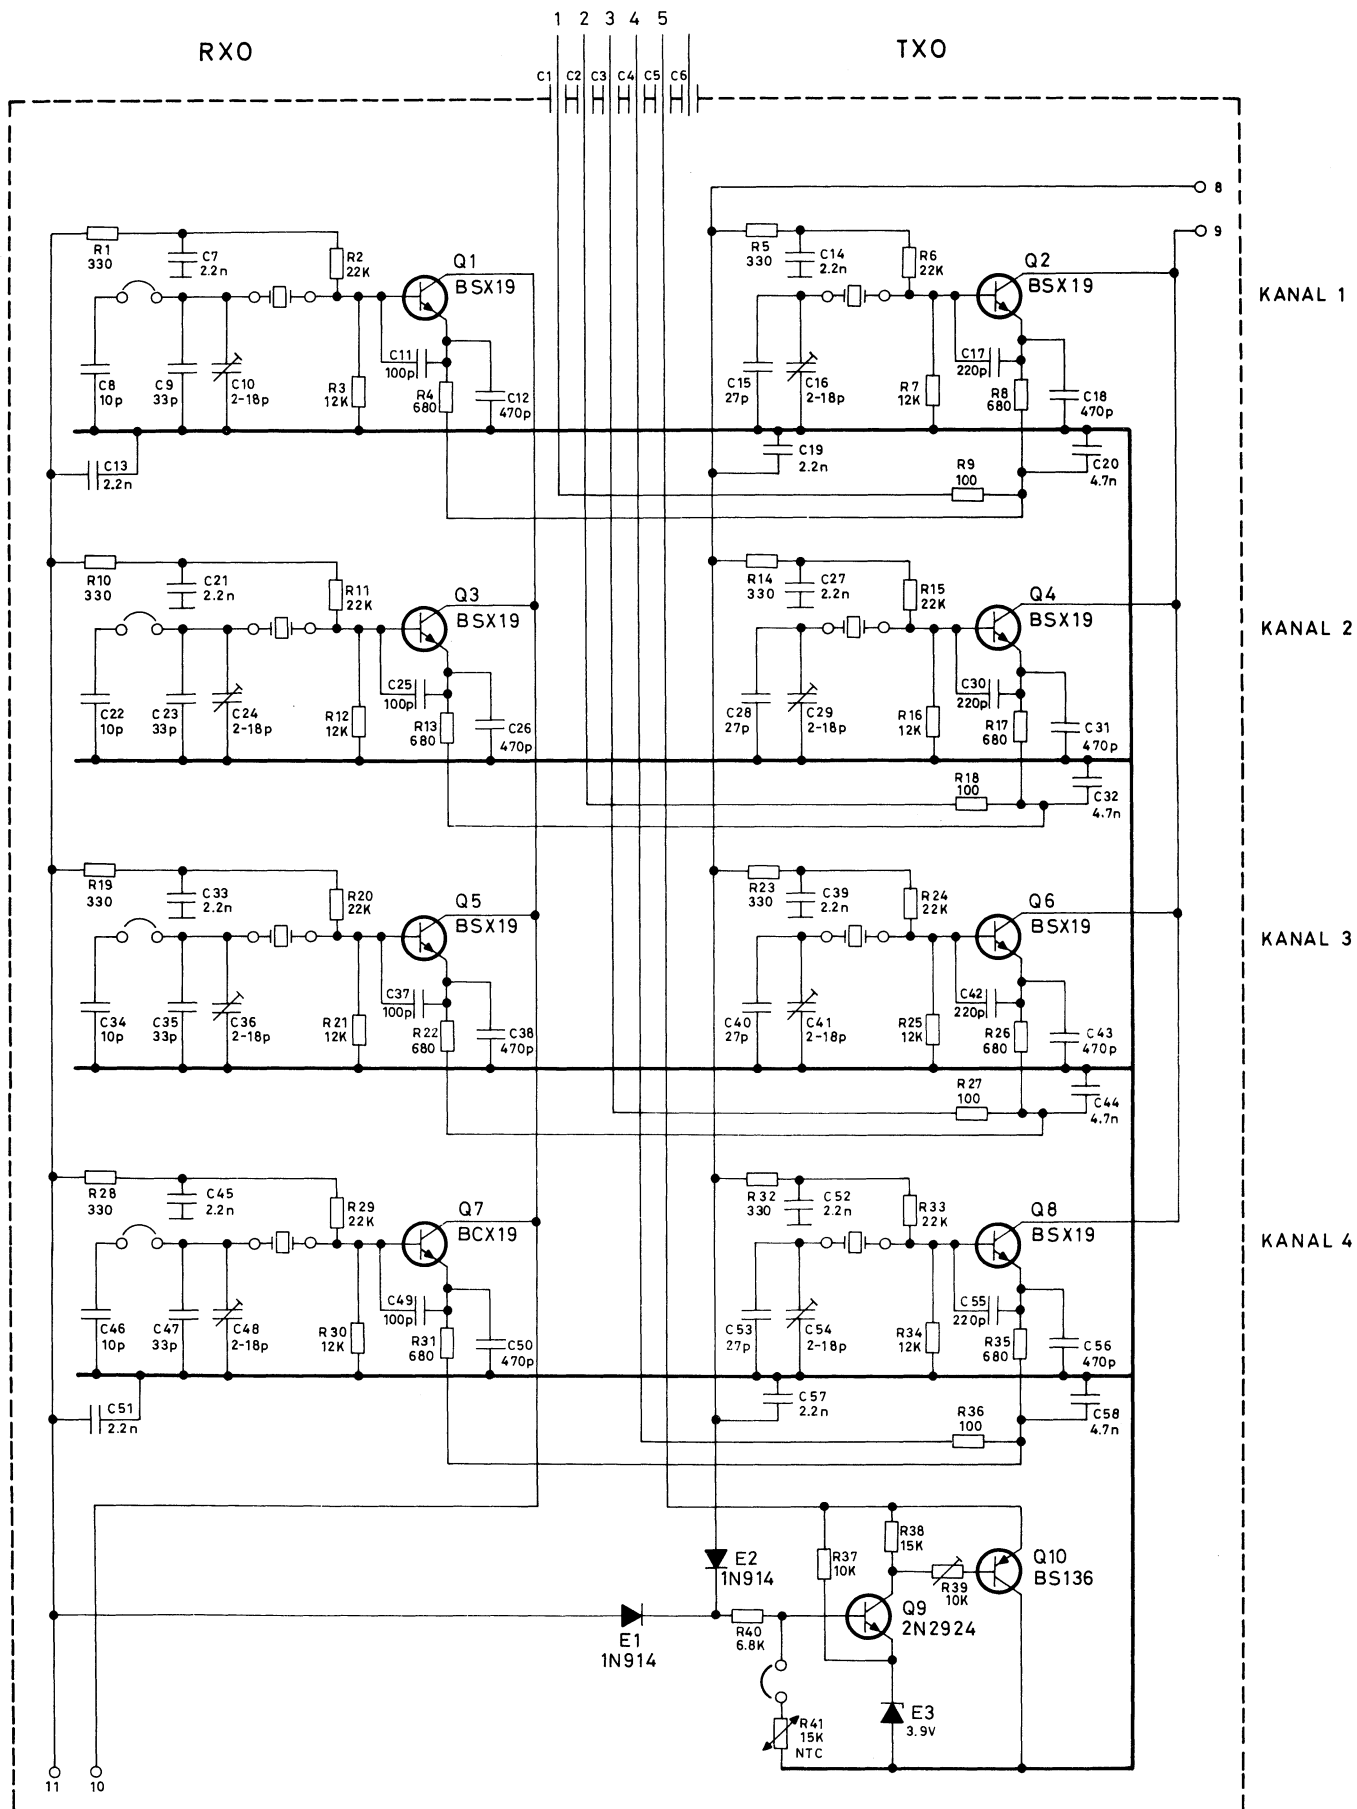 1 2 3 4 5
RXO
TXO
C1 C2 C3 C4 C5 C6
8
9
R1
330
C7
2.2n
R2
22K
Q1
BSX19
R5
330
C14
2.2n
R6
22K
Q2
BSX19
KANAL 1
C8
10p
C9
33p
C10
2-18p
R3
12K
C11
100p
R4
680
C12
470p
C15
27p
C16
2-18p
R7
12K
C17
220p
R8
680
C18
470p
C13
2.2n
C19
2.2n
R9
100
C20
4.7n
R10
330
C21
2.2n
R11
22K
Q3
BSX19
R14
330
C27
2.2n
R15
22K
Q4
BSX19
KANAL 2
C22
10p
C23
33p
C24
2-18p
R12
12K
C25
100p
R13
680
C26
470p
C28
27p
C29
2-18p
R16
12K
C30
220p
R17
680
C31
470p
R18
100
C32
4.7n
R19
330
C33
2.2n
R20
22K
Q5
BSX19
R23
330
C39
2.2n
R24
22K
Q6
BSX19
KANAL 3
C34
10p
C35
33p
C36
2-18p
R21
12K
C37
100p
R22
680
C38
470p
C40
27p
C41
2-18p
R25
12K
C42
220p
R26
680
C43
470p
R27
100
C44
4.7n
R28
330
C45
2.2n
R29
22K
Q7
BCX19
R32
330
C52
2.2n
R33
22K
Q8
BSX19
KANAL 4
C46
10p
C47
33p
C48
2-18p
R30
12K
C49
100p
R31
680
C50
470p
C53
27p
C54
2-18p
R34
12K
C55
220p
R35
680
C56
470p
C51
2.2n
C57
2.2n
R36
100
C58
4.7n
E2
1N914
R37
10K
R38
15K
R39
10K
Q10
BS136
E1
1N914
R40
6.8K
Q9
2N2924
R41
15K
NTC
E3
3.9V
11 10